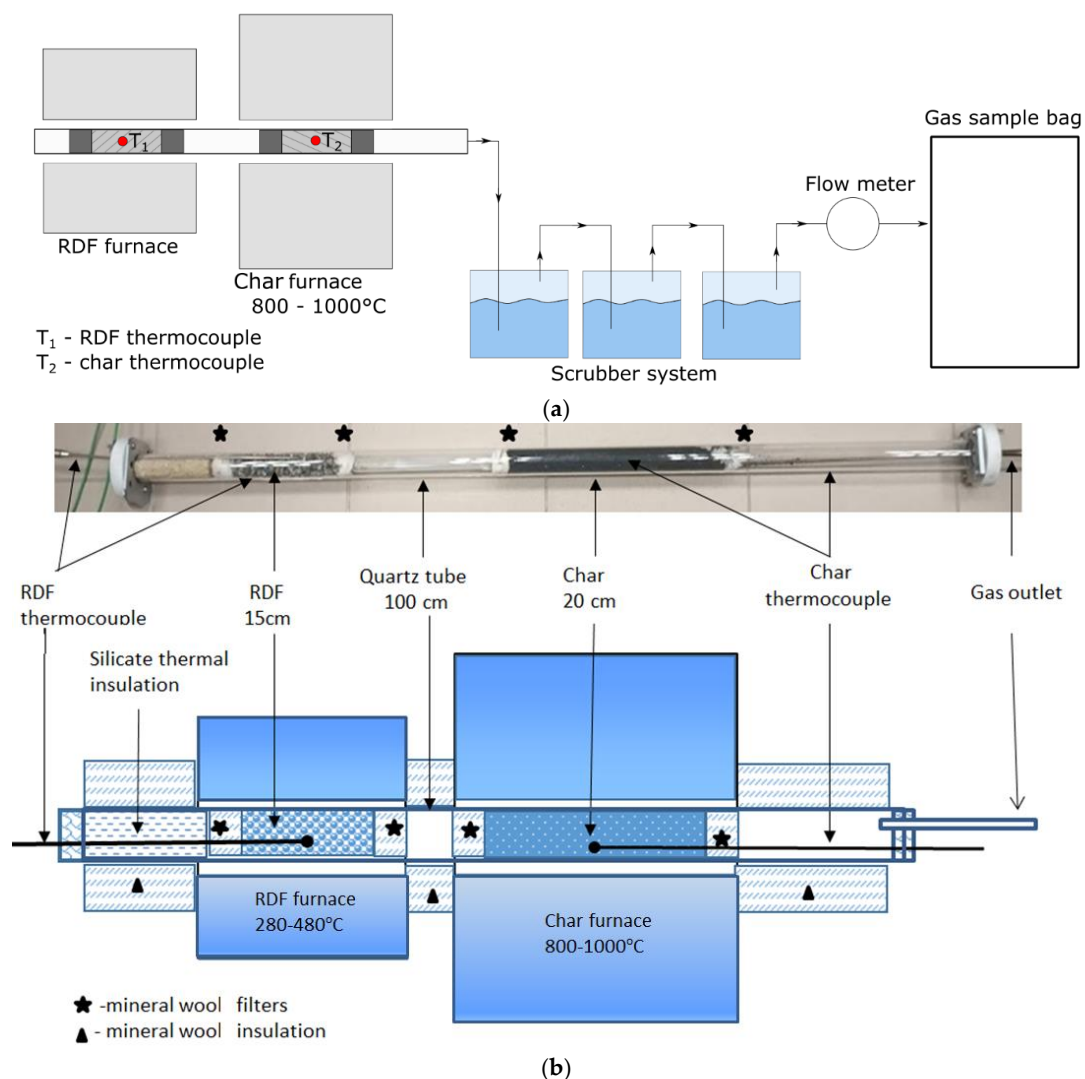 Gas sample bag
T₁
T₂
Flow meter
RDF furnace
Char furnace
800 - 1000°C
T₁ - RDF thermocouple
T₂ - char thermocouple
Scrubber system
(a)
RDF
thermocouple
RDF
15cm
Quartz tube
100 cm
Char
20 cm
Char
thermocouple
Gas outlet
Silicate thermal
insulation
RDF furnace
280-480°C
Char furnace
800-1000°C
-mineral wool filters
- mineral wool insulation
(b)